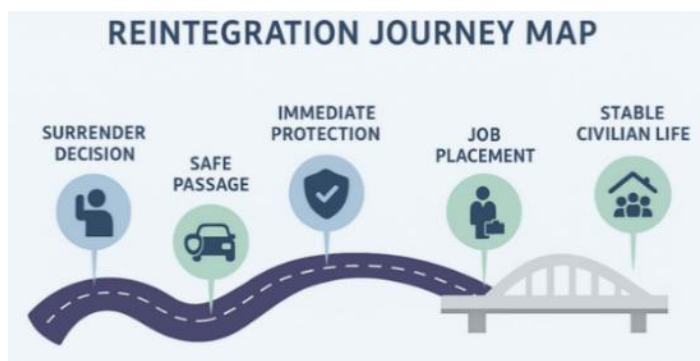 REINTEGRATION JOURNEY MAP
SURRENDER
DECISION
SAFE
PASSAGE
IMMEDIATE
PROTECTION
JOB
PLACEMENT
STABLE
CIVILIAN LIFE